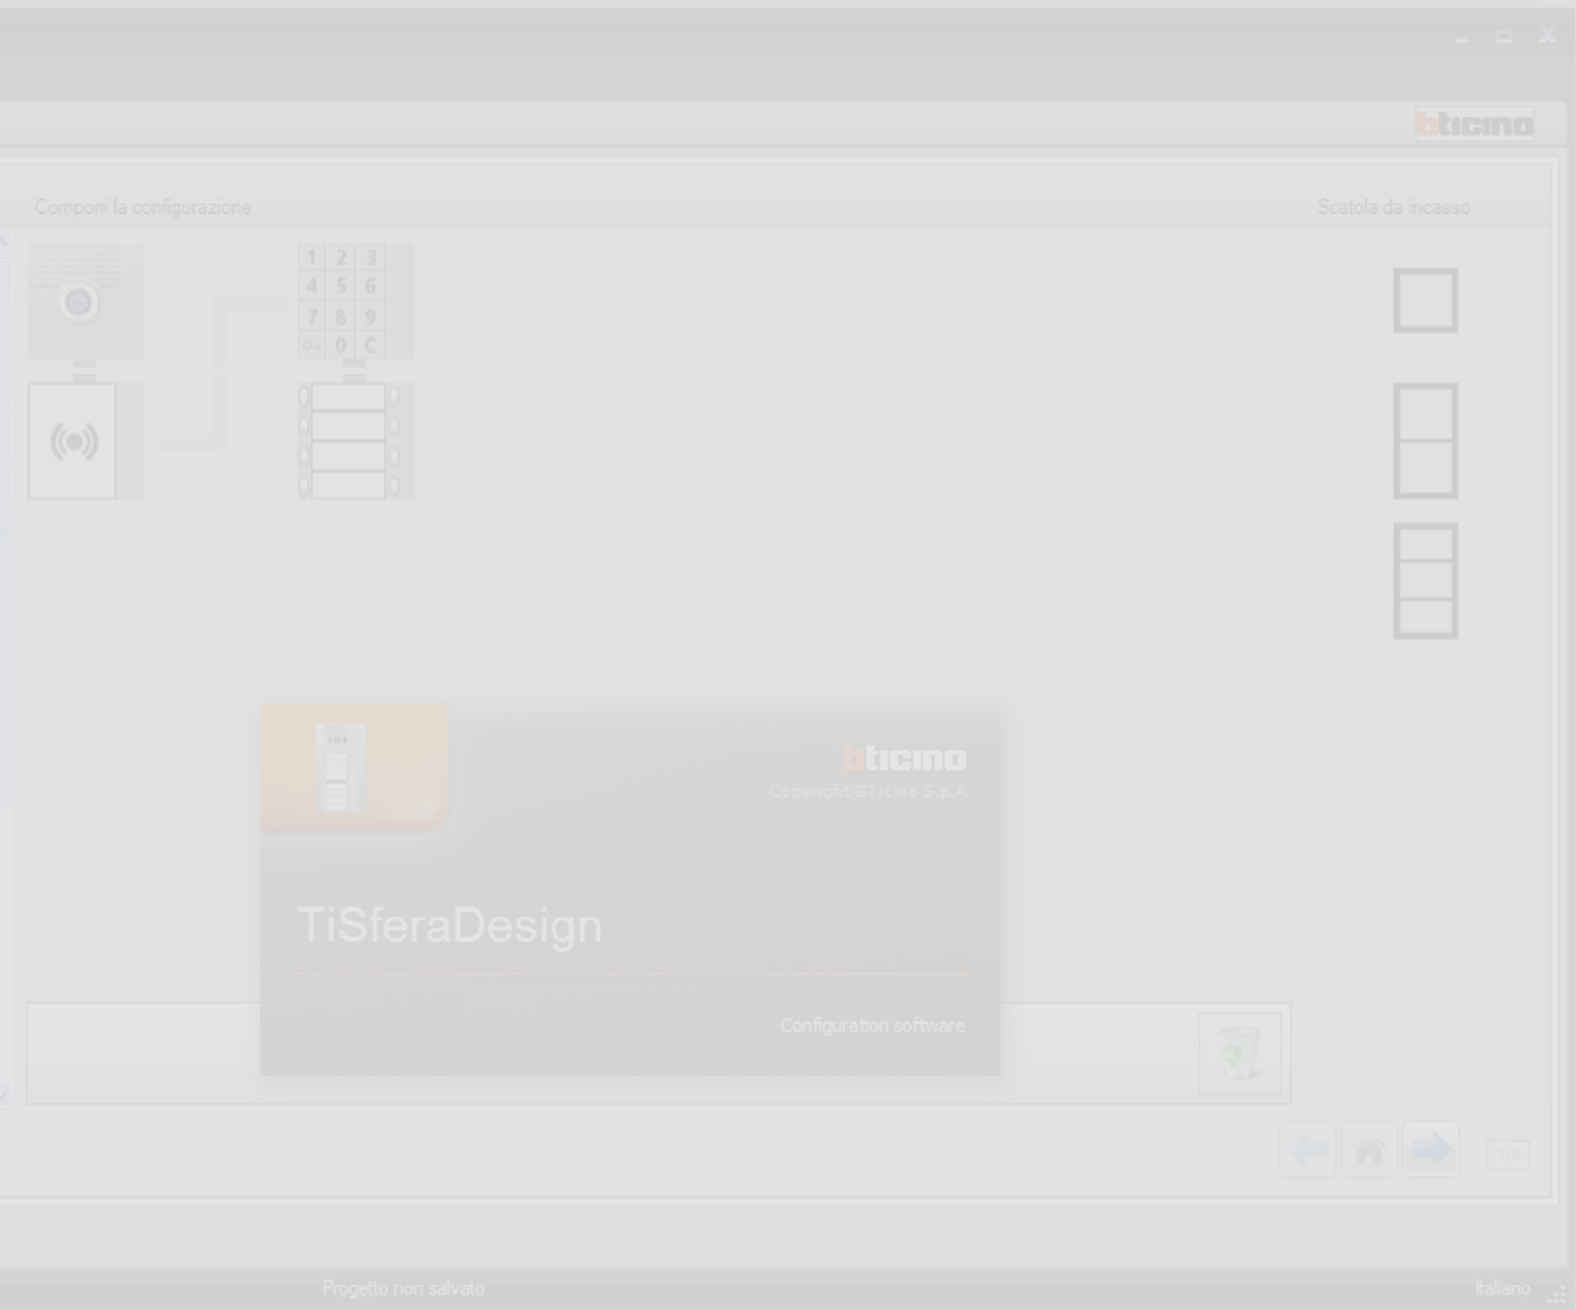 bticino
Componi la configurazione
Scatola da incasso
1 2 3
4 5 6
7 8 9
0 C
bticino
Copyright BTicino S.p.A
TiSferaDesign
Configuration software
1/4
Progetto non salvato
Italiano